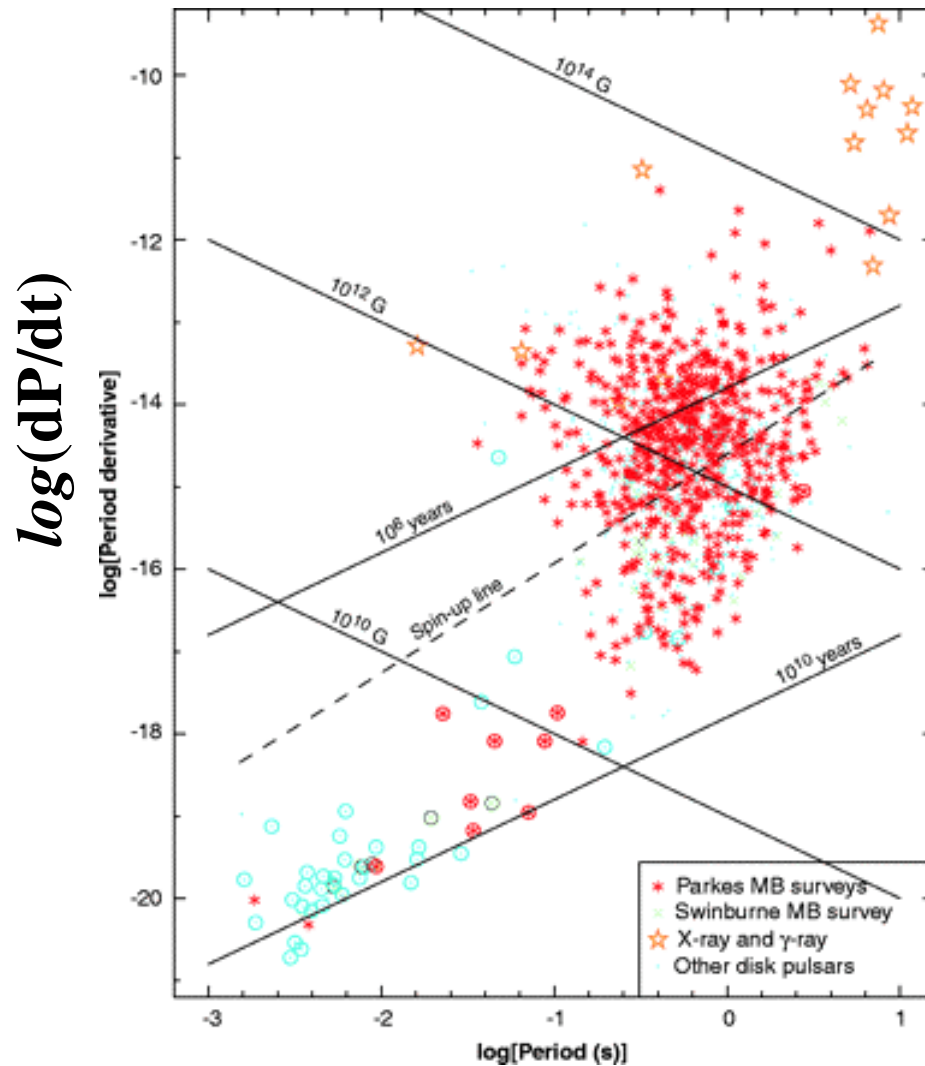 log(dP/dt)
log[Period derivative]
-10
-12
-14
-16
-18
-20
10¹⁴ G
10¹² G
10⁶ years
Spin-up line
10¹⁰ G
10¹⁰ years
* Parkes MB surveys
× Swinburne MB survey
☆ X-ray and γ-ray
· Other disk pulsars
-3
-2
-1
0
1
log[Period (s)]